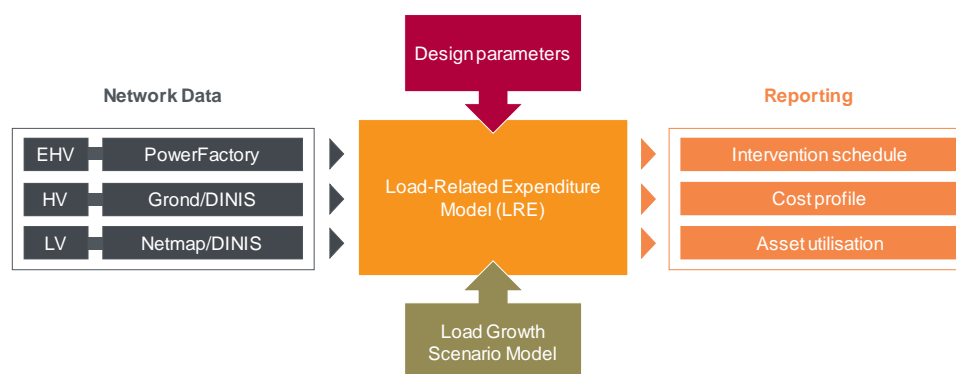 Design parameters
Network Data
Reporting
EHV
PowerFactory
HV
Grond/DINIS
LV
Netmap/DINIS
Load-Related Expenditure
Model (LRE)
Intervention schedule
Cost profile
Asset utilisation
Load Growth
Scenario Model